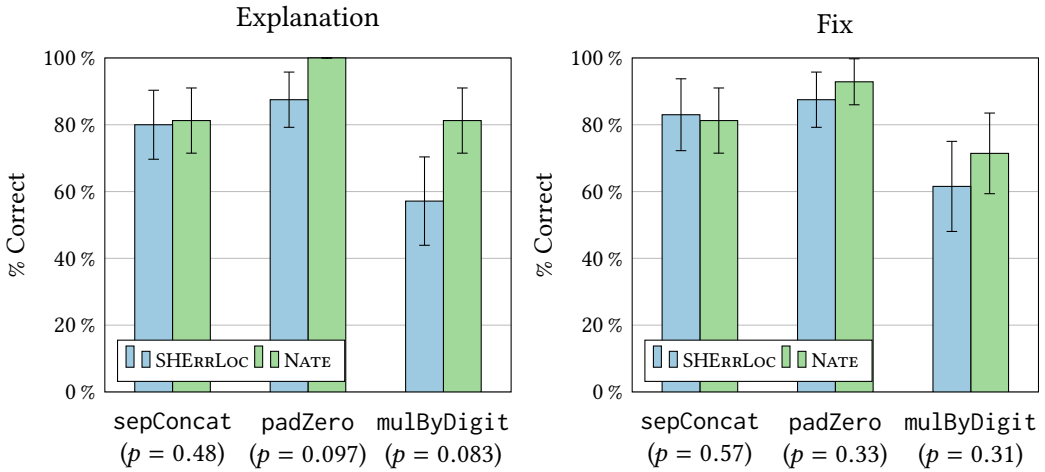 Explanation
% Correct
100 %
80 %
60 %
40 %
20 %
0 %
SHErrLoc Nate
sepConcat padZero mulByDigit
(p = 0.48) (p = 0.097) (p = 0.083)
Fix
% Correct
100 %
80 %
60 %
40 %
20 %
0 %
SHErrLoc Nate
sepConcat padZero mulByDigit
(p = 0.57) (p = 0.33) (p = 0.31)